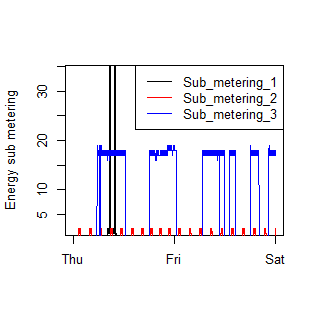 Energy sub metering
30
20
10
5
Sub_metering_1
Sub_metering_2
Sub_metering_3
Thu Fri Sat